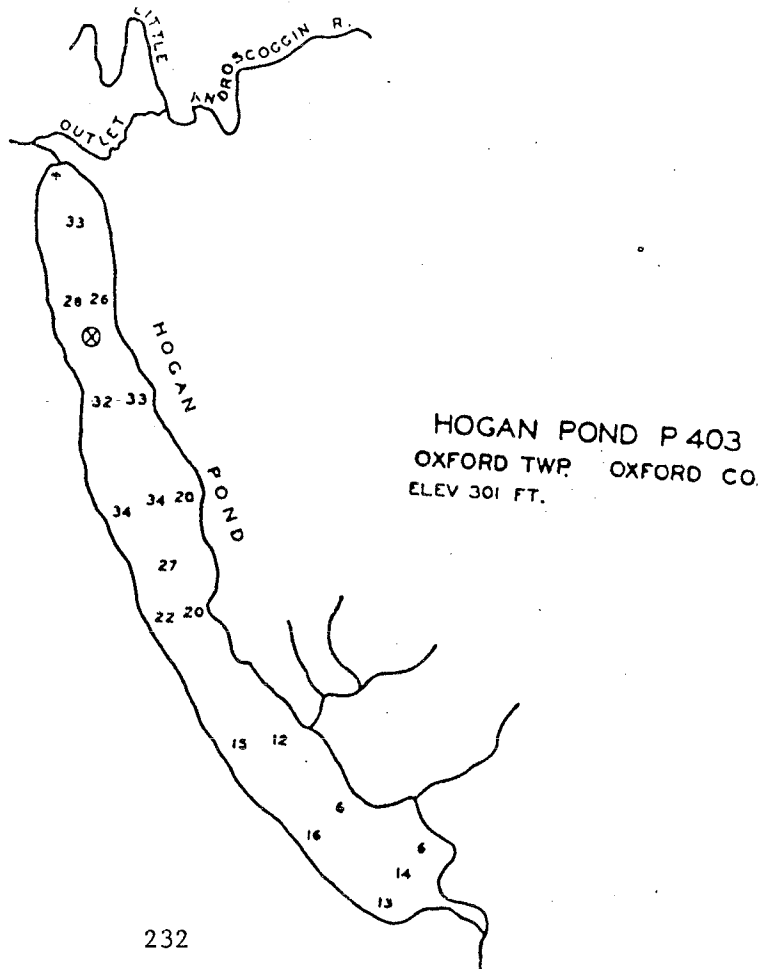 LITTLE
ANDROSCOGGIN R.
OUTLET
4
33
28 26
HOGAN
32 33
HOGAN POND P 403
OXFORD TWP. OXFORD CO.
ELEV 301 FT.
POND
34 34 20
27
22 20
15 12
6
16
6
14
13
232